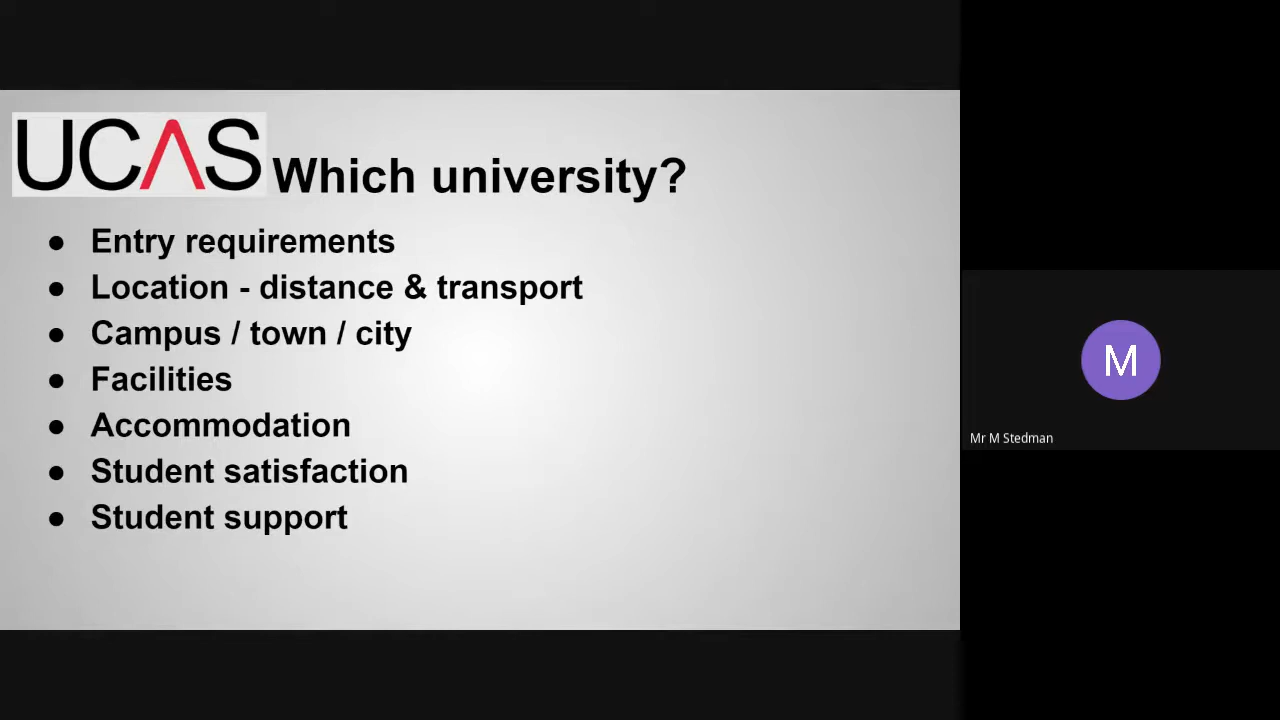 UCAS Which university?
● Entry requirements
● Location - distance & transport
● Campus / town / city
● Facilities
● Accommodation
● Student satisfaction
● Student support
M
Mr M Stedman